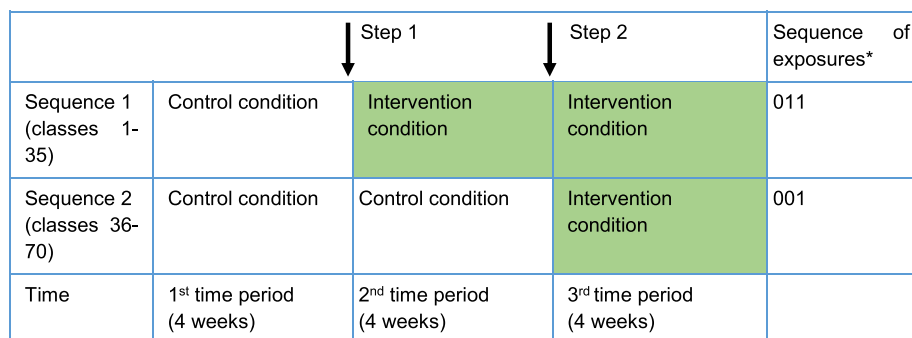 Step 1
Step 2
Sequence of
exposures*
Sequence 1
(classes 1-
35)
Control condition
Intervention
condition
Intervention
condition
011
Sequence 2
(classes 36-
70)
Control condition
Control condition
Intervention
condition
001
Time
1st time period
(4 weeks)
2nd time period
(4 weeks)
3rd time period
(4 weeks)